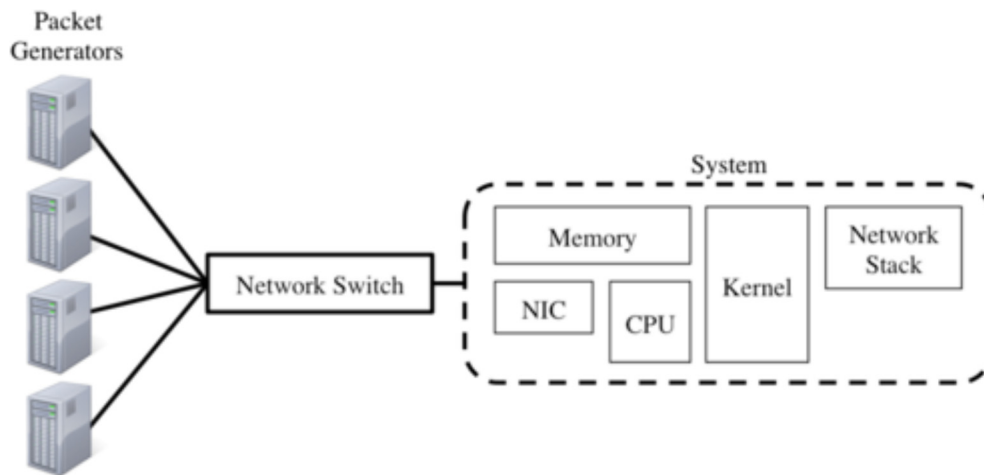 Packet
Generators
System
Memory
Network
Stack
Network Switch
Kernel
NIC
CPU